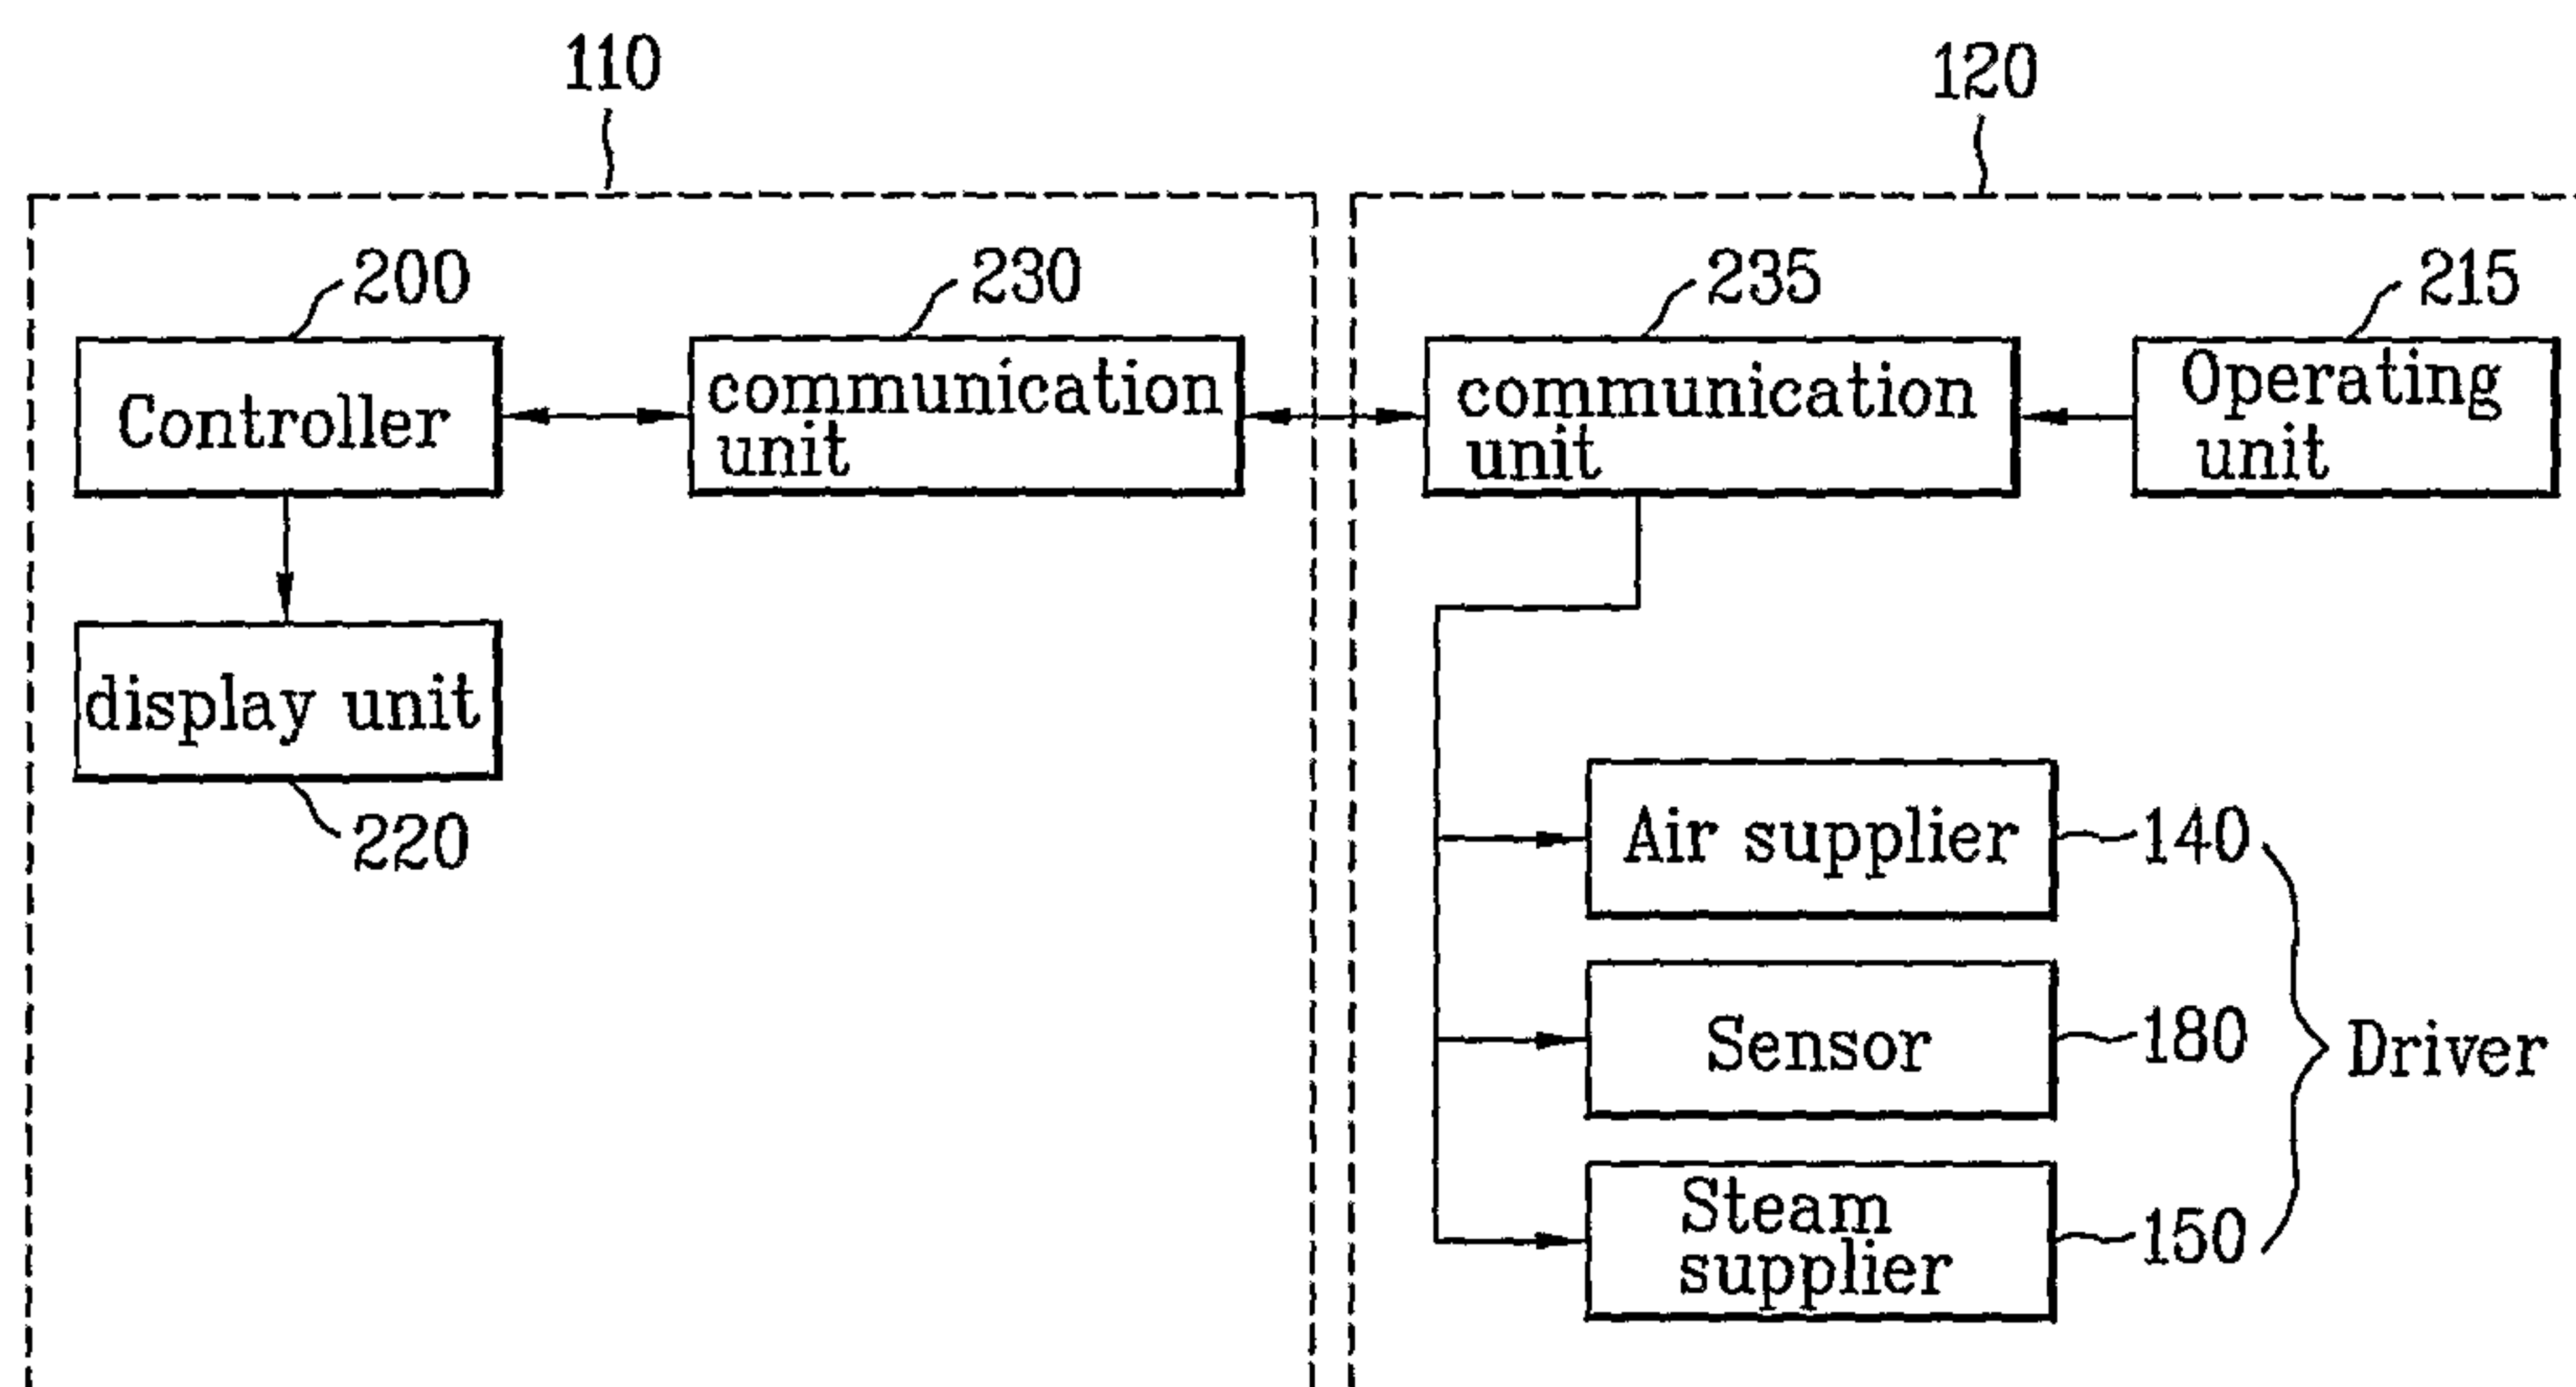 110
120
200
230
235
215
Controller
communication
unit
communication
unit
Operating
unit
display unit
220
Air supplier
140
Sensor
180
Driver
Steam
supplier
150